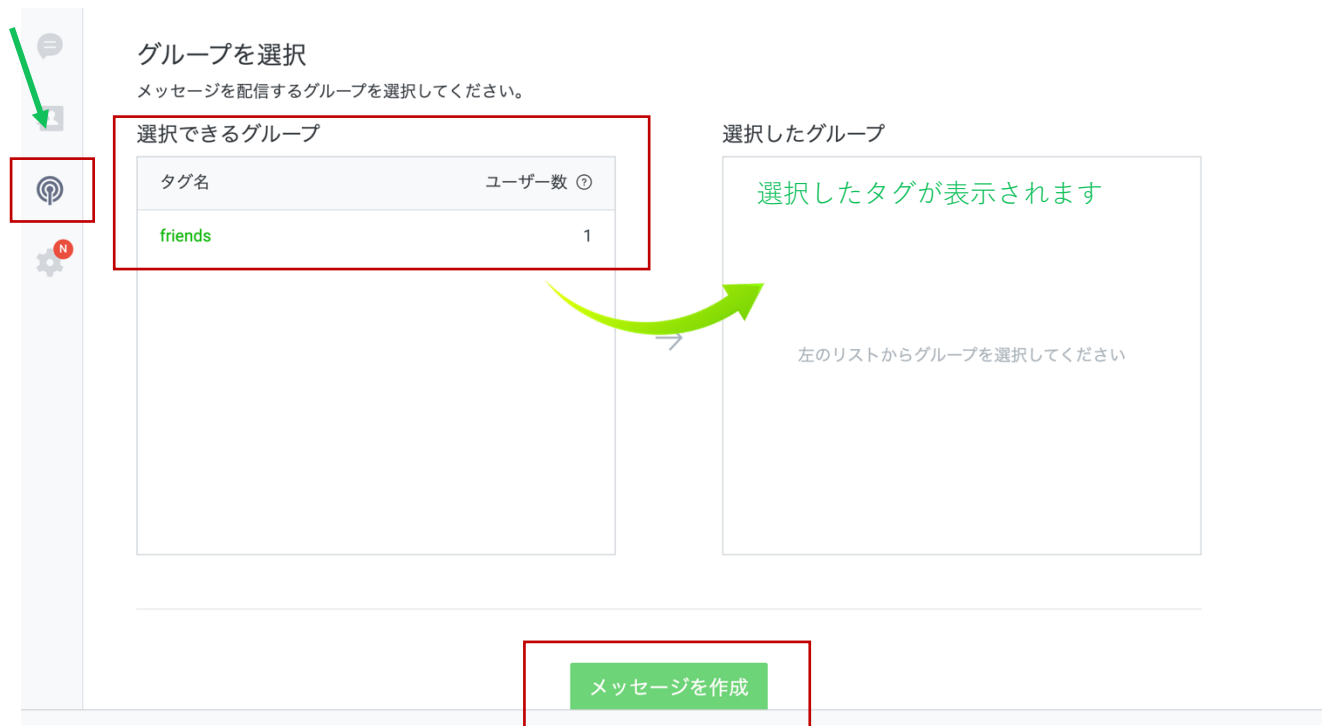 グループを選択
メッセージを配信するグループを選択してください。
選択できるグループ
タグ名 ユーザー数 ?
friends 1
選択したグループ
選択したタグが表示されます
左のリストからグループを選択してください
N
メッセージを作成